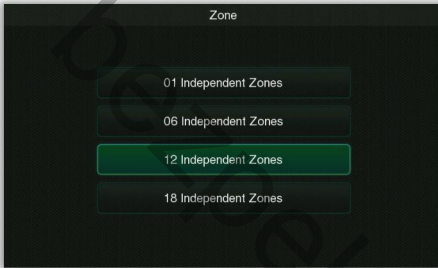 Zone
01 Independent Zones
06 Independent Zones
12 Independent Zones
18 Independent Zones